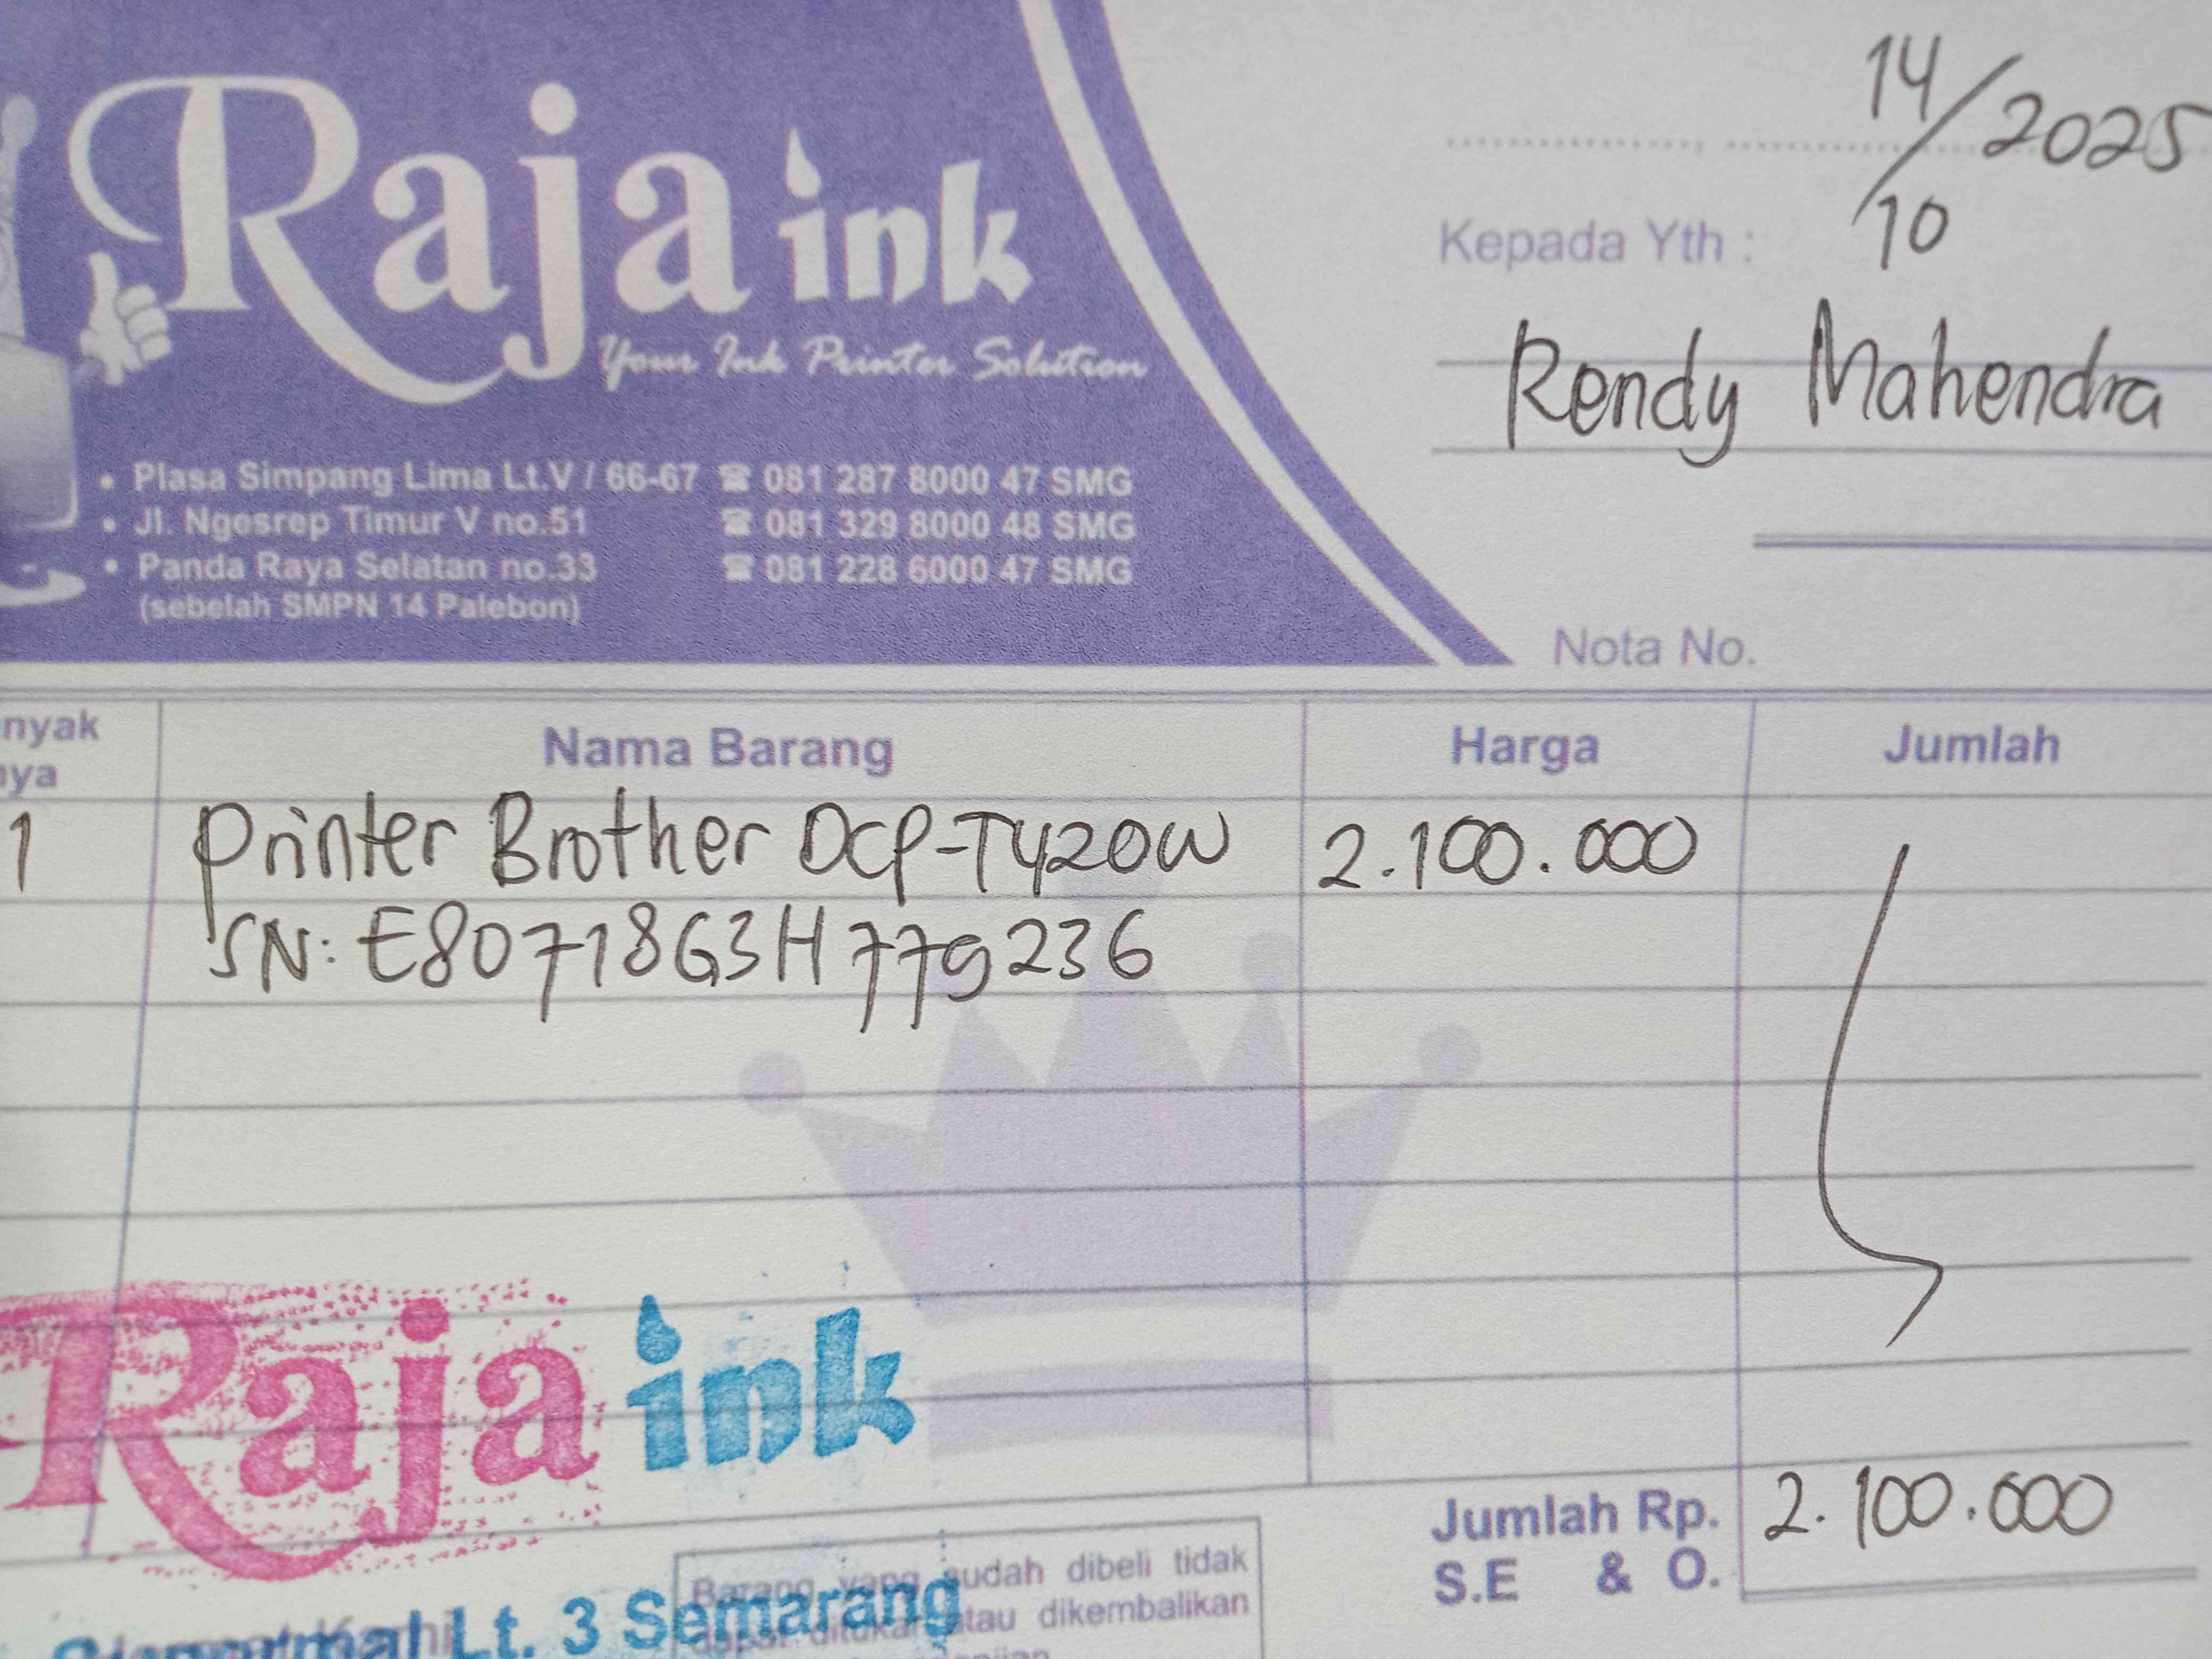 Raja ink
Your Ink Printer Solution
• Plasa Simpang Lima Lt.V / 66-67 ☎ 081 287 8000 47 SMG
• Jl. Ngesrep Timur V no.51 ☎ 081 329 8000 48 SMG
• Panda Raya Selatan no.33 ☎ 081 228 6000 47 SMG
(sebelah SMPN 14 Palebon)
14/10/2025
Kepada Yth :
Rendy Mahendra
Nota No.
nyak
nya
Nama Barang Harga Jumlah
1 Printer Brother DCP-T420W 2.100.000
SN: E80718G3H779236
Raja ink
Lt. 3 Semarang
Barang yang sudah dibeli tidak
dapat ditukar atau dikembalikan
Jumlah Rp. 2.100.000
S.E & O.